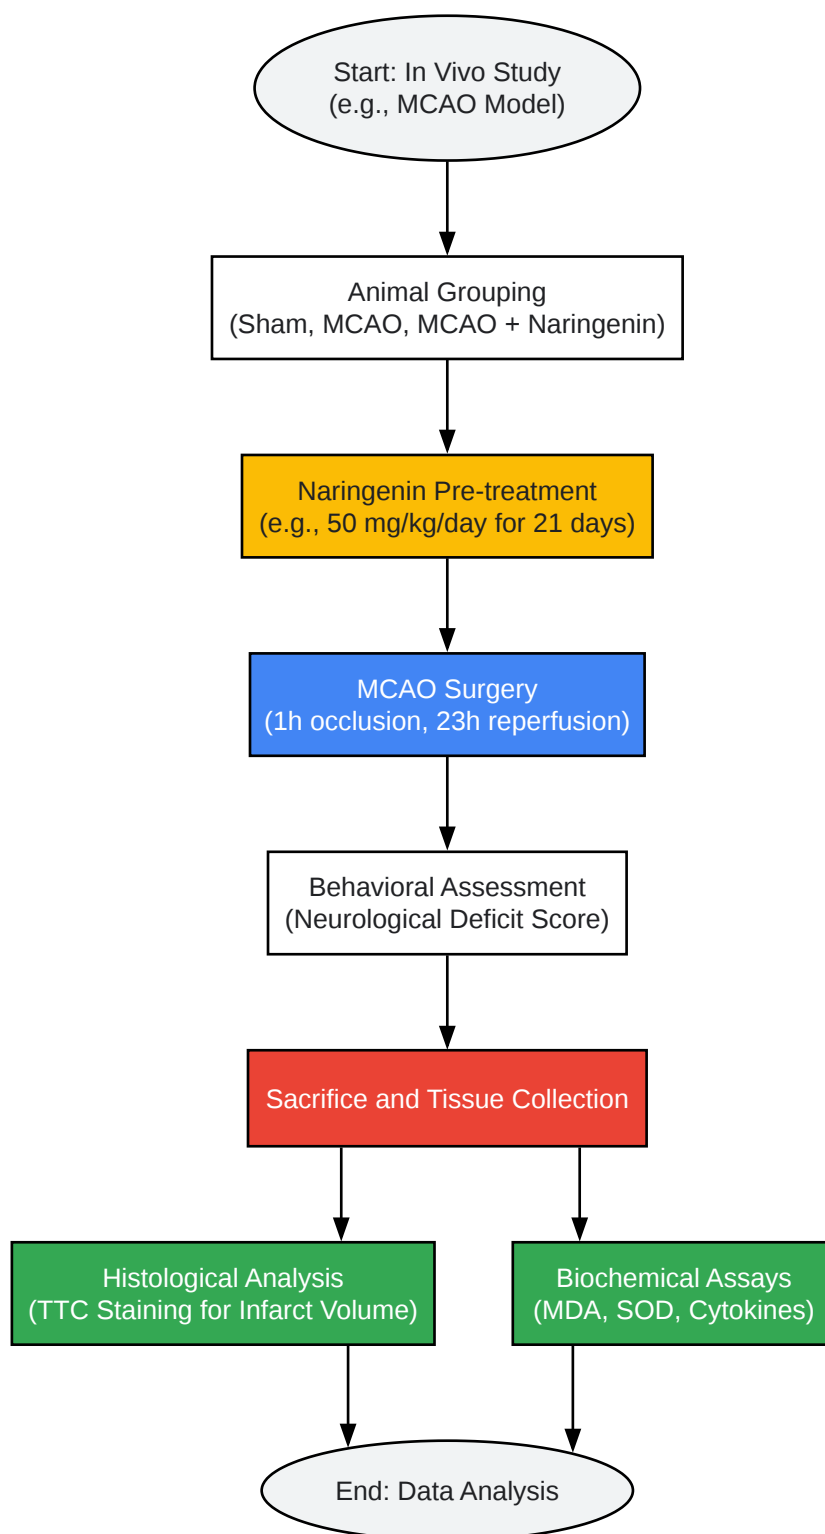 Start: In Vivo Study
(e.g., MCAO Model)
Animal Grouping
(Sham, MCAO, MCAO + Naringenin)
Naringenin Pre-treatment
(e.g., 50 mg/kg/day for 21 days)
MCAO Surgery
(1h occlusion, 23h reperfusion)
Behavioral Assessment
(Neurological Deficit Score)
Sacrifice and Tissue Collection
Histological Analysis
(TTC Staining for Infarct Volume)
Biochemical Assays
(MDA, SOD, Cytokines)
End: Data Analysis